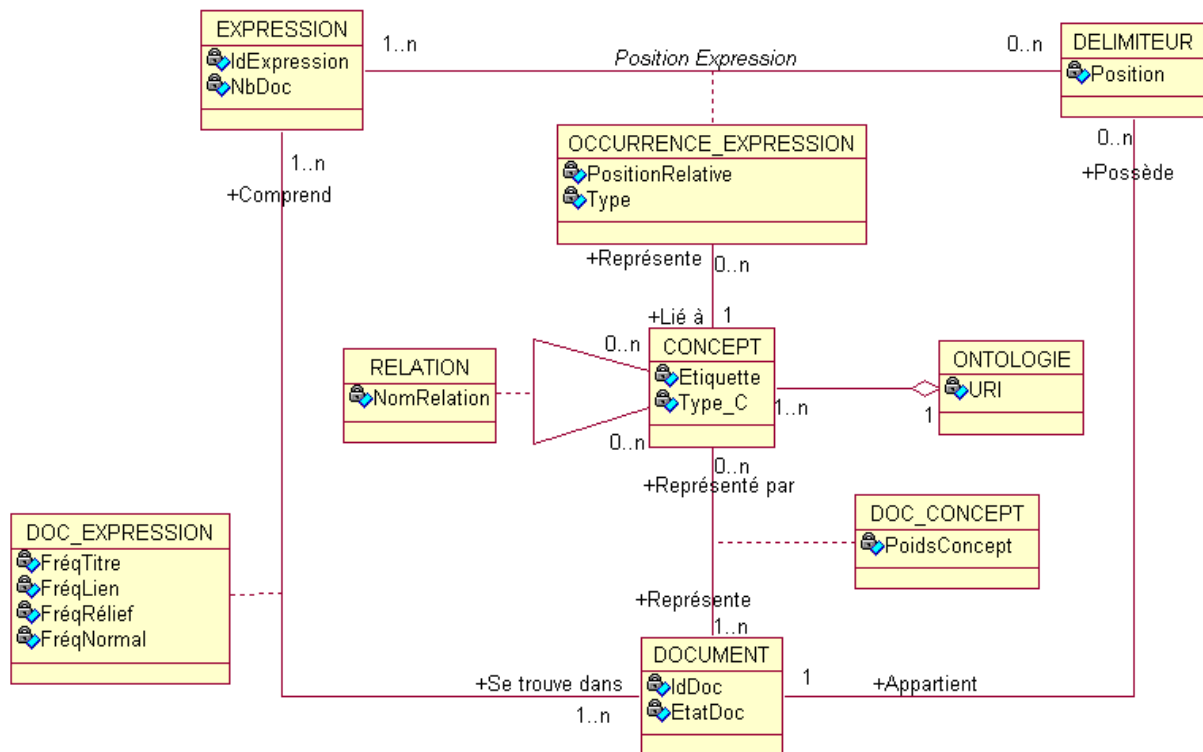 EXPRESSION
IdExpression
NbDoc
1..n
Position Expression
0..n
DELIMITEUR
Position
1..n
+Comprend
OCCURRENCE_EXPRESSION
PositionRelative
Type
0..n
+Possède
+Représente
0..n
+Lié à
1
RELATION
NomRelation
0..n
0..n
CONCEPT
Etiquette
Type_C
1..n
1
ONTOLOGIE
URI
0..n
+Représenté par
DOC_EXPRESSION
FréqTitre
FréqLien
FréqRélief
FréqNormal
DOC_CONCEPT
PoidsConcept
+Représente
1..n
+Se trouve dans
1..n
DOCUMENT
IdDoc
EtatDoc
1
+Appartient